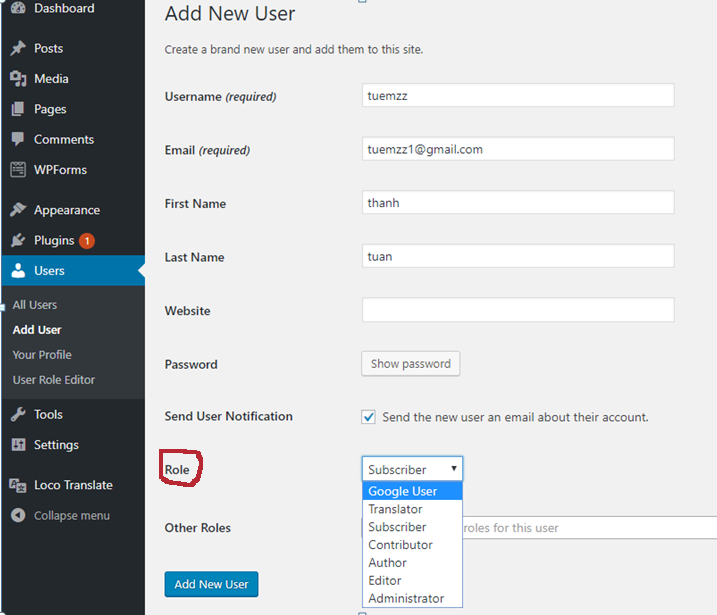 Dashboard
Posts
Media
Pages
Comments
WPForms
Appearance
Plugins 1
Users
All Users
Add User
Your Profile
User Role Editor
Tools
Settings
Loco Translate
Collapse menu
Add New User
Create a brand new user and add them to this site.
Username (required) tuemzz
Email (required) tuemzz1@gmail.com
First Name thanh
Last Name tuan
Website
Password Show password
Send User Notification Send the new user an email about their account.
Role Subscriber
Google User
Translator
Subscriber
Contributor
Author
Editor
Administrator
Other Roles roles for this user
Add New User